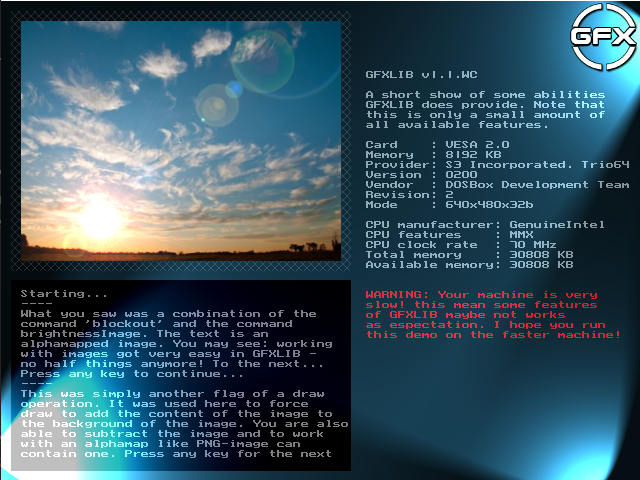 GFX
GFXLIB v1.1.WC
A short show of some abilities
GFXLIB does provide. Note that
this is only a small amount of
all available features.
Card : VESA 2.0
Memory : 8192 KB
Provider: S3 Incorporated. Trio64
Version : 0200
Vendor : DOSBox Development Team
Revision: 2
Mode : 640x480x32b
CPU manufacturer: GenuineIntel
CPU features : MMX
CPU clock rate : 70 MHz
Total memory : 30808 KB
Available memory: 30808 KB
WARNING: Your machine is very
slow! this mean some features
of GFXLIB maybe not works
as espectation. I hope you run
this demo on the faster machine!
Starting...
----
What you saw was a combination of the
command 'blockout' and the command
brightnessImage. The text is an
alphamapped image. You may see: working
with images got very easy in GFXLIB -
no half things anymore! To the next...
Press any key to continue...
----
This was simply another flag of a draw
operation. It was used here to force
draw to add the content of the image to
the background of the image. You are also
able to subtract the image and to work
with an alphamap like PNG-image can
contain one. Press any key for the next